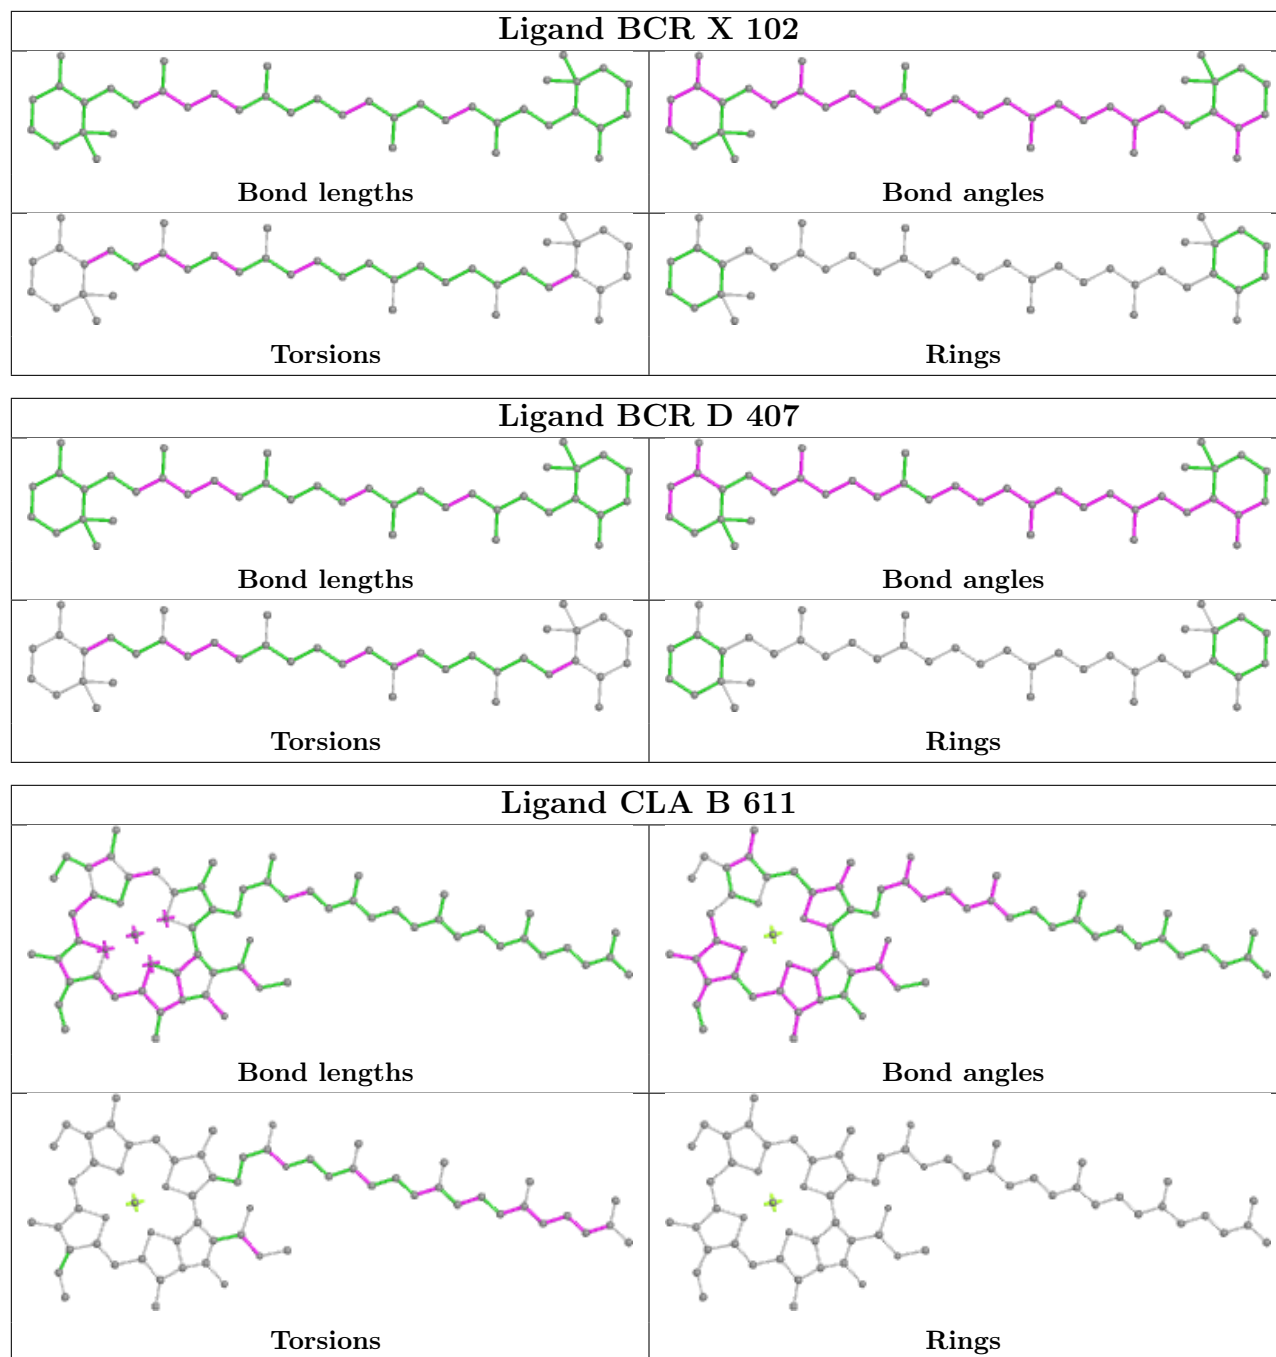 Ligand BCR X 102
Bond lengths
Bond angles
Torsions
Rings
Ligand BCR D 407
Bond lengths
Bond angles
Torsions
Rings
Ligand CLA B 611
Bond lengths
Bond angles
Torsions
Rings